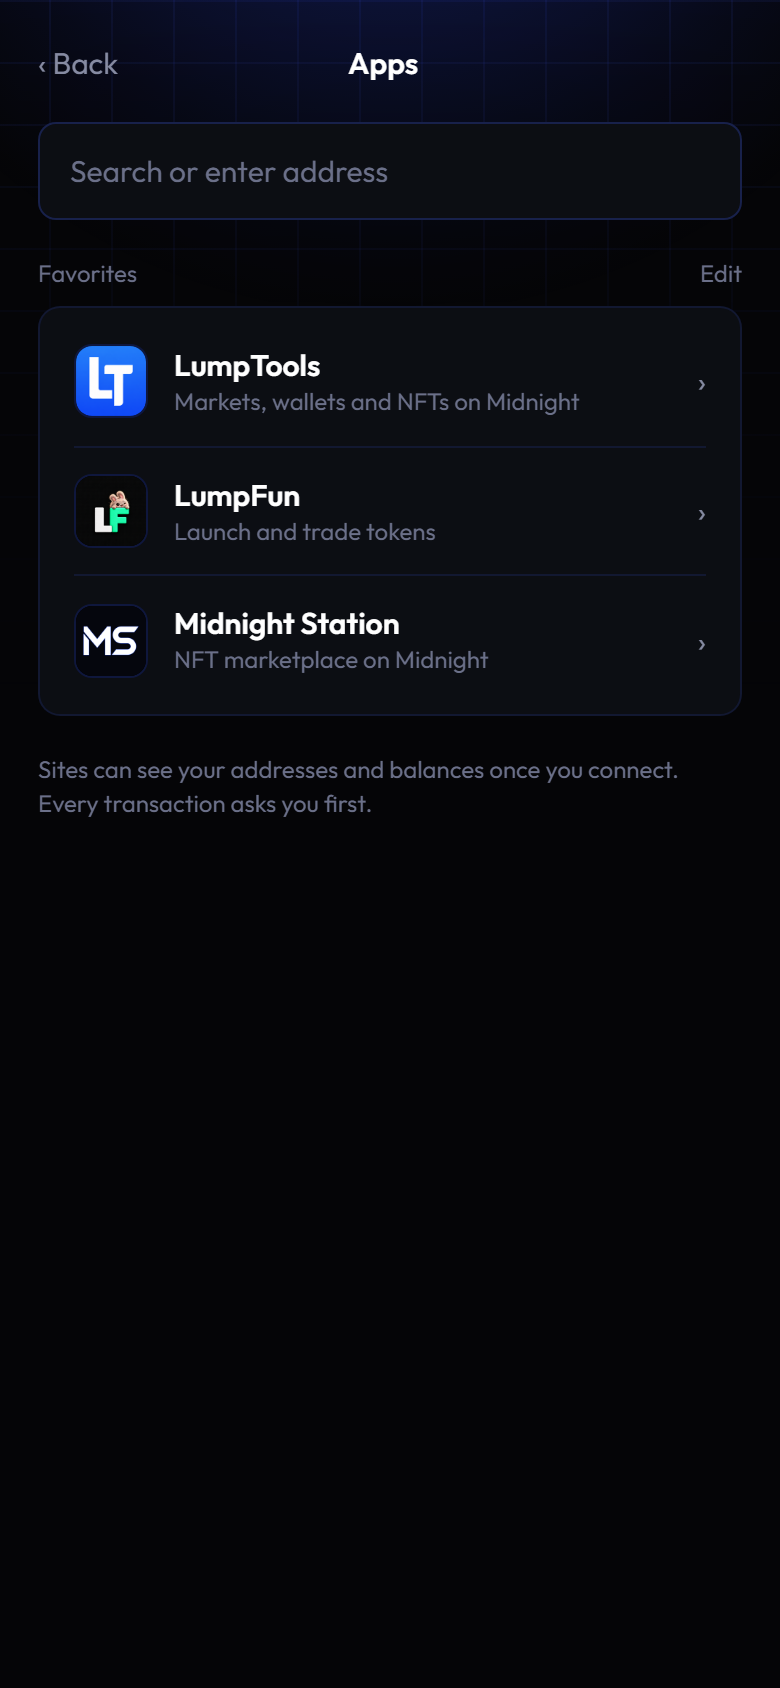 ‹ Back
Apps
Search or enter address
Favorites
Edit
LT
LumpTools
Markets, wallets and NFTs on Midnight
›
LF
LumpFun
Launch and trade tokens
›
MS
Midnight Station
NFT marketplace on Midnight
›
Sites can see your addresses and balances once you connect.
Every transaction asks you first.